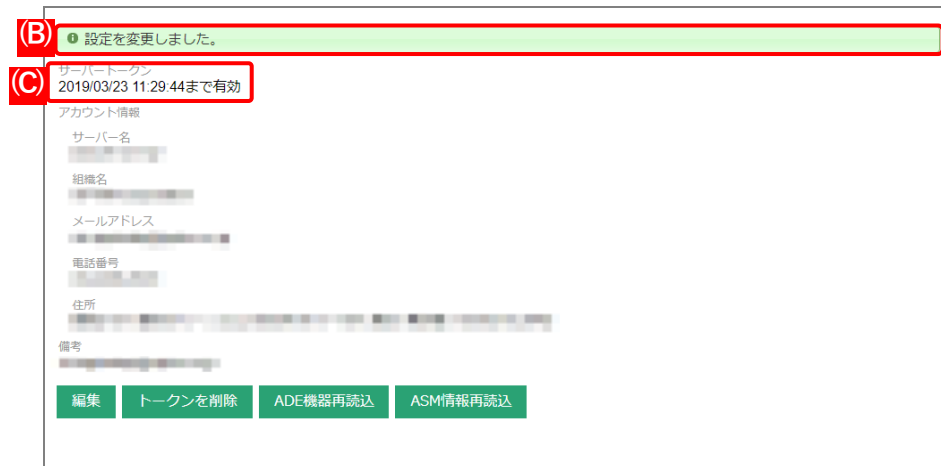 (B)
設定を変更しました。
サーバートークン
(C)
2019/03/23 11:29:44まで有効
アカウント情報
サーバー名
組織名
メールアドレス
電話番号
住所
備考
編集 トークンを削除 ADE機器再読込 ASM情報再読込